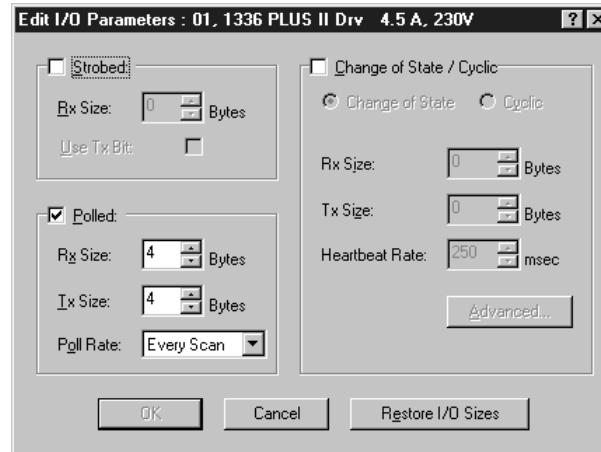 Edit I/O Parameters : 01, 1336 PLUS II Drv 4.5 A, 230V
Strobed:
Rx Size: 0 Bytes
Use Tx Bit:
Polled:
Rx Size: 4 Bytes
Tx Size: 4 Bytes
Poll Rate: Every Scan
Change of State / Cyclic
Change of State Cyclic
Rx Size: 0 Bytes
Tx Size: 0 Bytes
Heartbeat Rate: 250 msec
Advanced...
OK Cancel Restore I/O Sizes